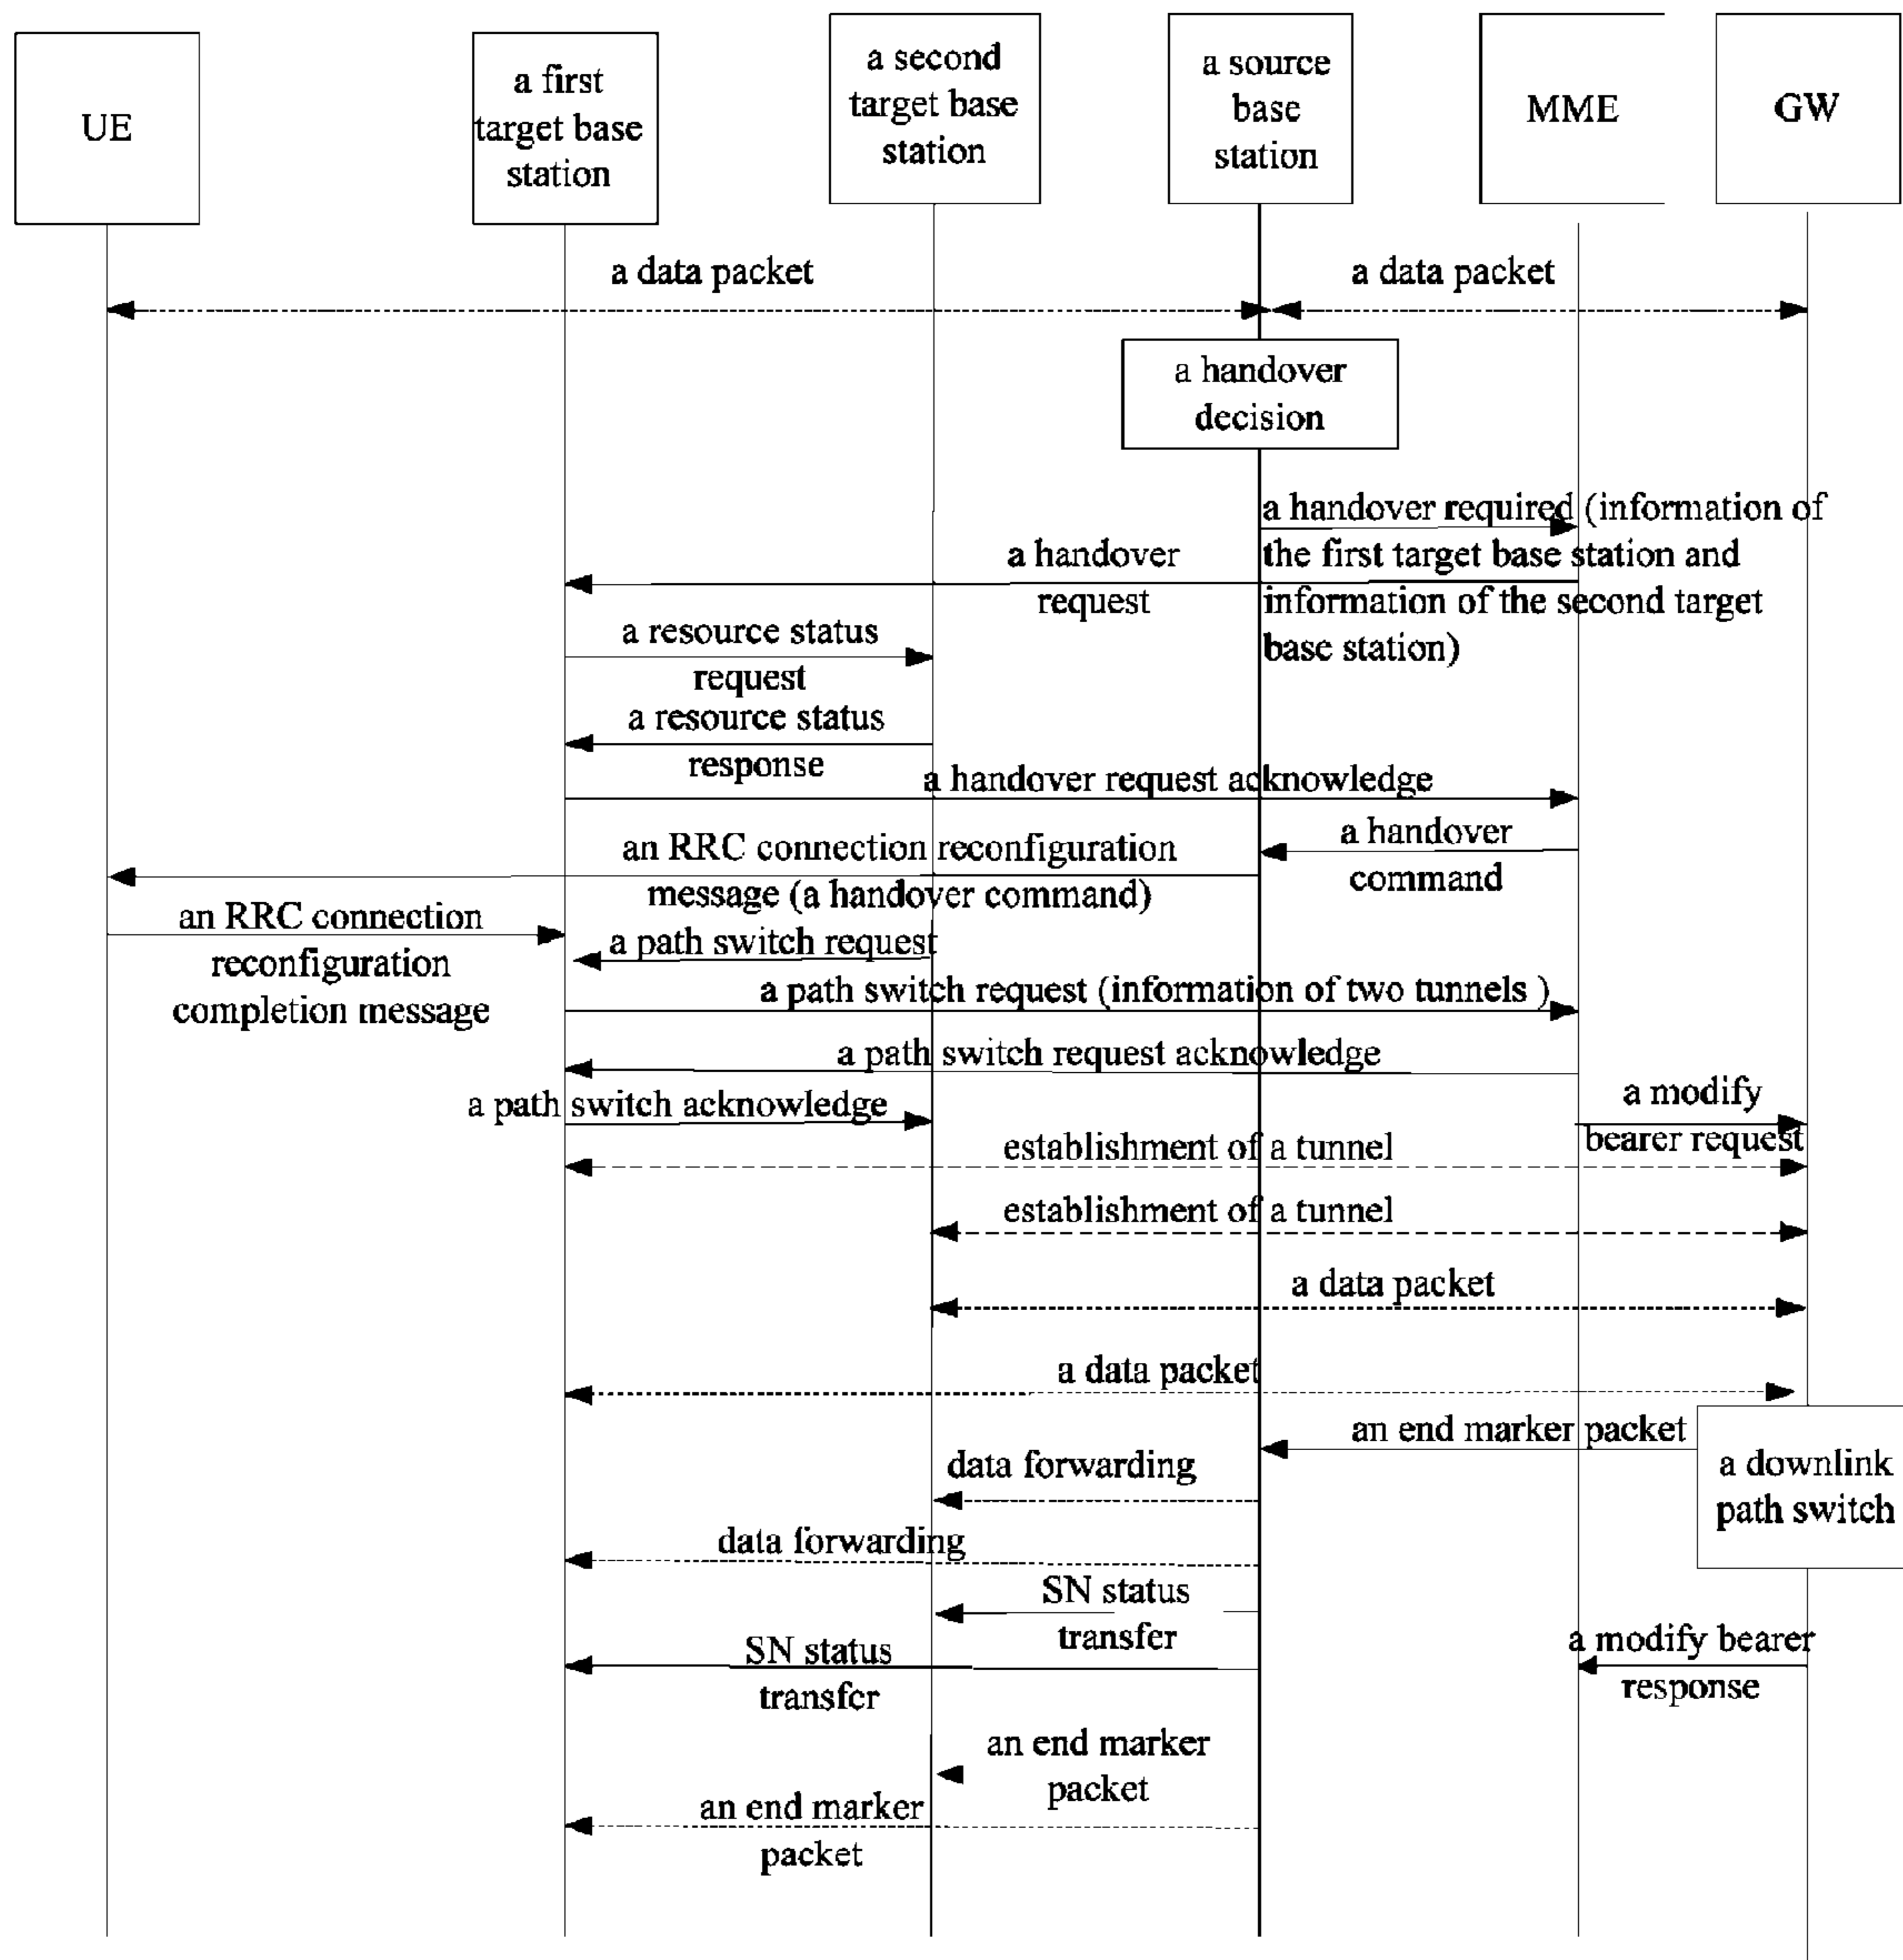 UE
a first
target base
station
a second
target base
station
a source
base
station
MME
GW
a data packet
a data packet
a handover
decision
a handover required (information of
the first target base station and
information of the second target
base station)
a handover
request
a resource status
request
a resource status
response
a handover request acknowledge
a handover
command
an RRC connection reconfiguration
message (a handover command)
an RRC connection
reconfiguration
completion message
a path switch request
a path switch request (information of two tunnels )
a path switch request acknowledge
a path switch acknowledge
a modify
bearer request
establishment of a tunnel
establishment of a tunnel
a data packet
a data packet
an end marker packet
a downlink
path switch
data forwarding
data forwarding
SN status
transfer
SN status
transfer
a modify bearer
response
an end marker
packet
an end marker
packet